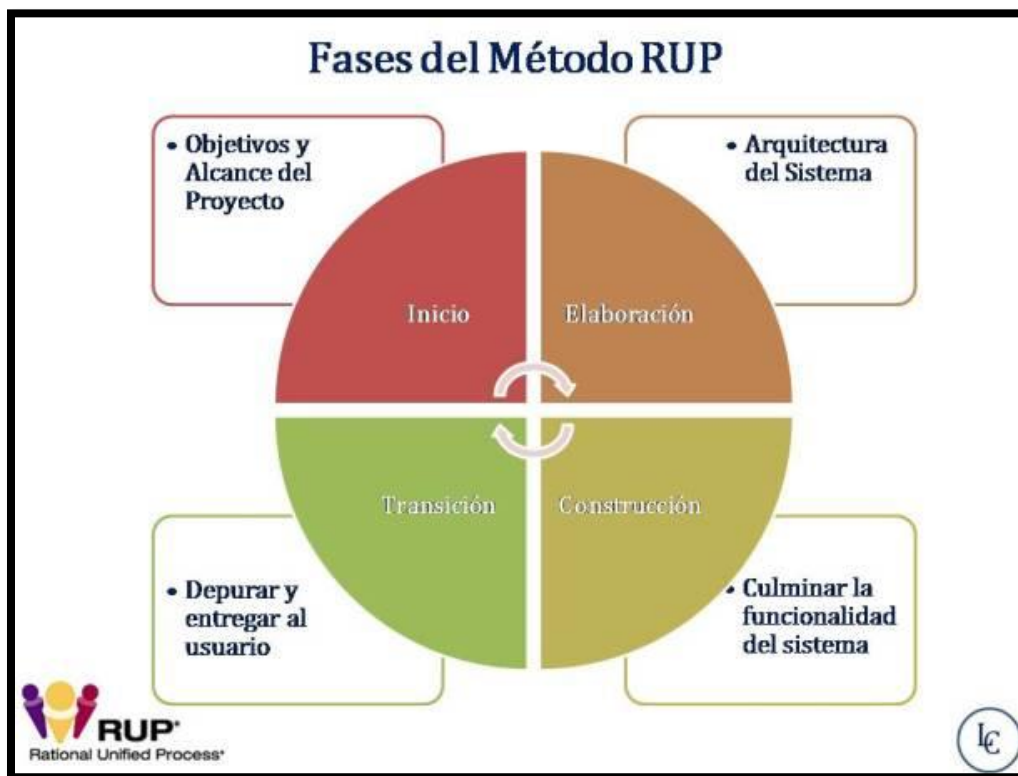 Fases del Método RUP
• Objetivos y
Alcance del
Proyecto
• Arquitectura
del Sistema
Inicio
Elaboración
Transición
Construcción
• Depurar y
entregar al
usuario
• Culminar la
funcionalidad
del sistema
RUP®
Rational Unified Process®
LC